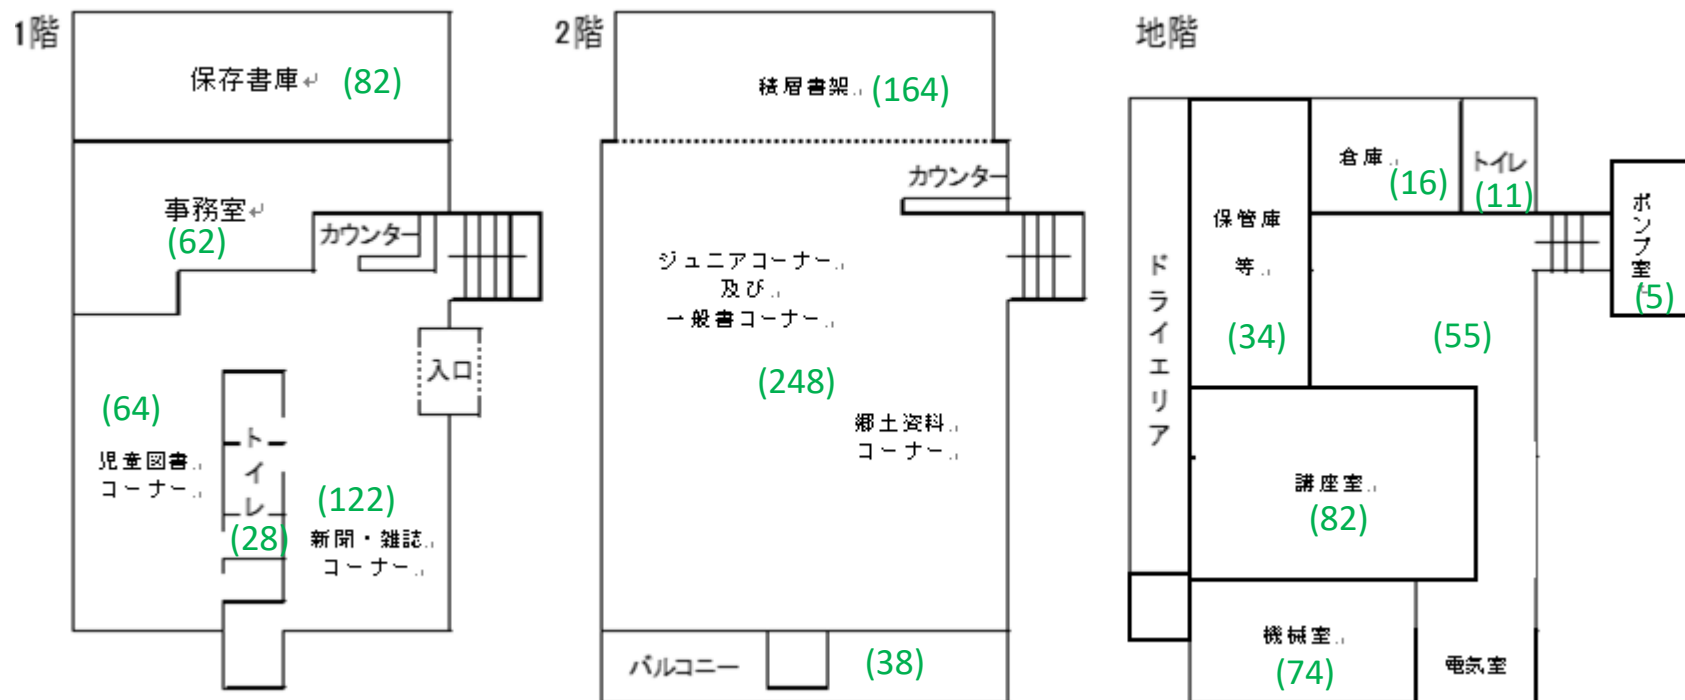 1階
保存書庫 (82)
事務室
(62)
カウンター
入口
(64)
児童図書
コーナー
トイレ
(28)
(122)
新聞・雑誌
コーナー
2階
積層書架 (164)
カウンター
ジュニアコーナー
及び
一般書コーナー
(248)
郷土資料
コーナー
バルコニー
(38)
地階
ドライエリア
保管庫
等
(34)
倉庫
(16)
トイレ
(11)
ポンプ室
(5)
(55)
講座室
(82)
機械室
(74)
電気室